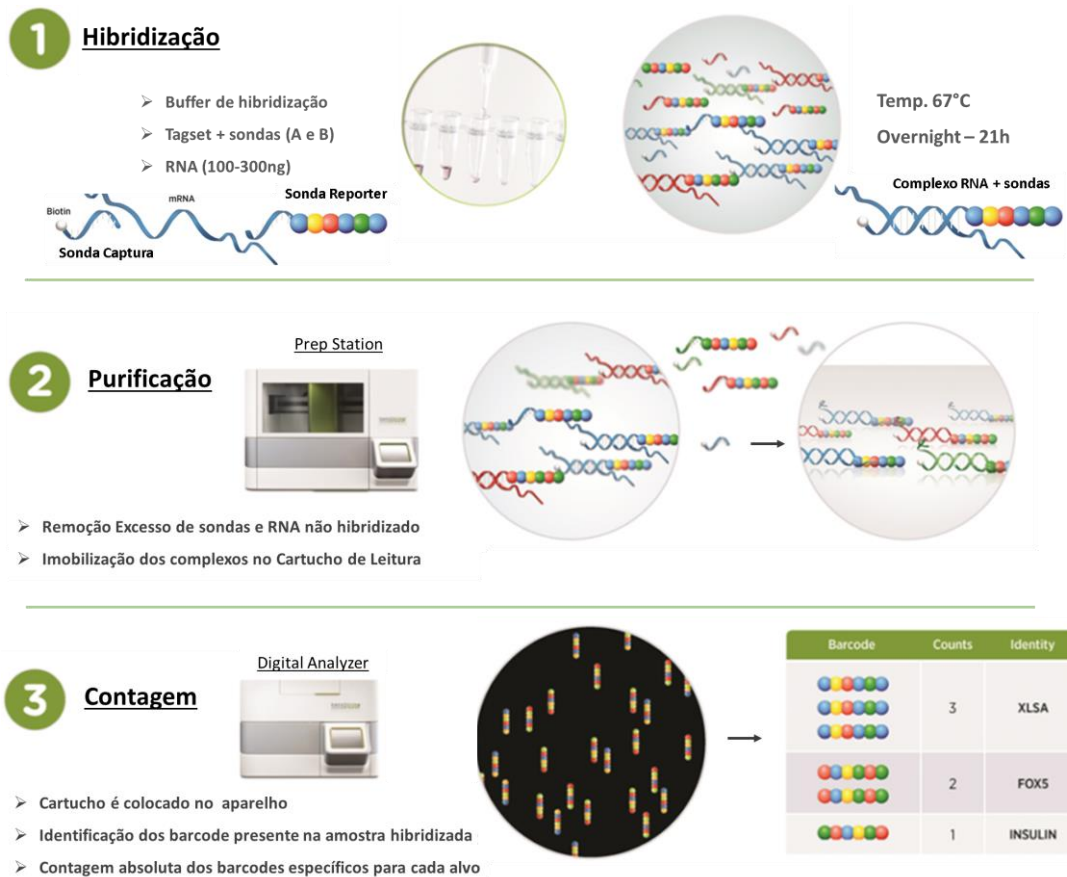 1 Hibridização
➢ Buffer de hibridização
➢ Tagset + sondas (A e B)
➢ RNA (100-300ng)
Temp. 67°C
Overnight – 21h
Biotin
mRNA
Sonda Reporter
Sonda Captura
Complexo RNA + sondas
2 Purificação
Prep Station
➢ Remoção Excesso de sondas e RNA não hibridizado
➢ Imobilização dos complexos no Cartucho de Leitura
3 Contagem
Digital Analyzer
➢ Cartucho é colocado no aparelho
➢ Identificação dos barcode presente na amostra hibridizada
➢ Contagem absoluta dos barcodes específicos para cada alvo
Barcode Counts Identity
3 XLSA
2 FOX5
1 INSULIN